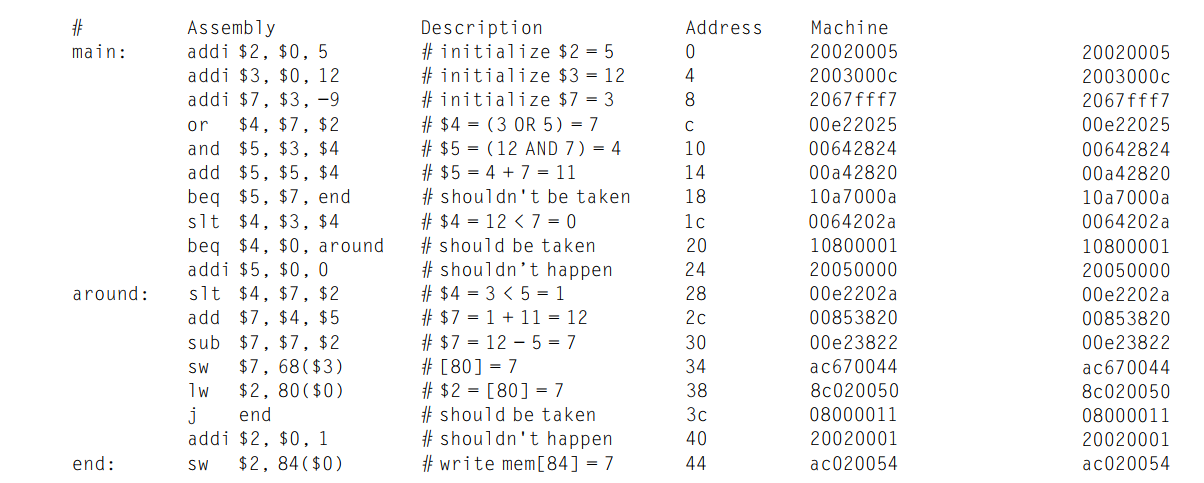 # Assembly Description Address Machine
main: addi $2, $0, 5 # initialize $2 = 5 0 20020005 20020005
addi $3, $0, 12 # initialize $3 = 12 4 2003000c 2003000c
addi $7, $3, −9 # initialize $7 = 3 8 2067fff7 2067fff7
or $4, $7, $2 # $4 = (3 OR 5) = 7 c 00e22025 00e22025
and $5, $3, $4 # $5 = (12 AND 7) = 4 10 00642824 00642824
add $5, $5, $4 # $5 = 4 + 7 = 11 14 00a42820 00a42820
beq $5, $7, end # shouldn't be taken 18 10a7000a 10a7000a
slt $4, $3, $4 # $4 = 12 < 7 = 0 1c 0064202a 0064202a
beq $4, $0, around # should be taken 20 10800001 10800001
addi $5, $0, 0 # shouldn’t happen 24 20050000 20050000
around: slt $4, $7, $2 # $4 = 3 < 5 = 1 28 00e2202a 00e2202a
add $7, $4, $5 # $7 = 1 + 11 = 12 2c 00853820 00853820
sub $7, $7, $2 # $7 = 12 − 5 = 7 30 00e23822 00e23822
sw $7, 68($3) # [80] = 7 34 ac670044 ac670044
lw $2, 80($0) # $2 = [80] = 7 38 8c020050 8c020050
j end # should be taken 3c 08000011 08000011
addi $2, $0, 1 # shouldn't happen 40 20020001 20020001
end: sw $2, 84($0) # write mem[84] = 7 44 ac020054 ac020054